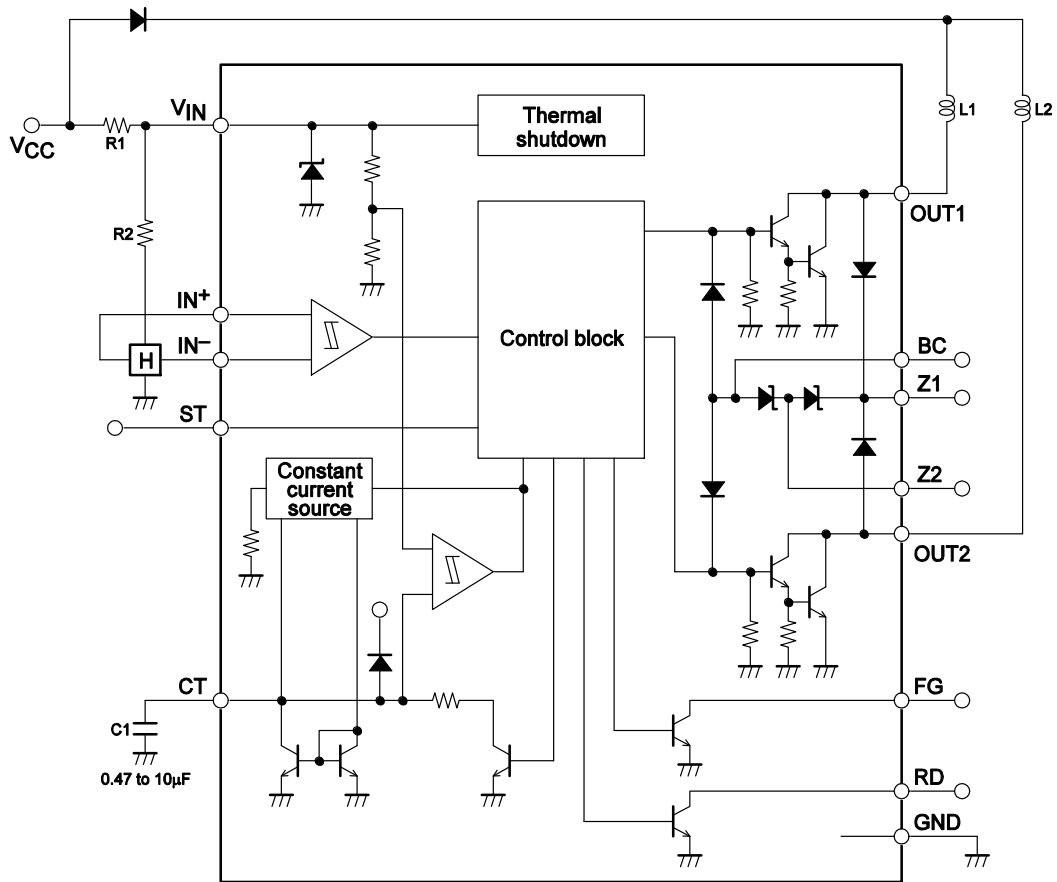 VIN
Thermal
shutdown
L1
L2
VCC
R1
OUT1
R2
IN+
Control block
IN−
H
BC
Z1
ST
Constant
current
source
Z2
OUT2
CT
FG
C1
0.47 to 10μF
RD
GND